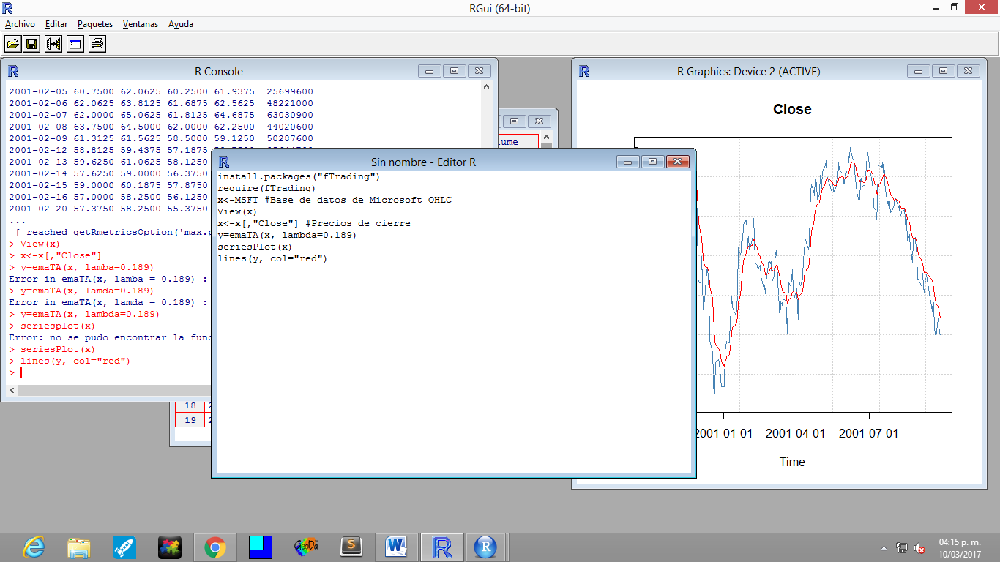 RGui (64-bit)
Archivo Editar Paquetes Ventanas Ayuda
R Console
2001-02-05 60.7500 62.0625 60.2500 61.9375 25699600
2001-02-06 62.0625 63.8125 61.6875 62.5625 48221000
2001-02-07 62.0000 65.0625 61.8125 64.6875 63030900
2001-02-08 63.7500 64.5000 62.0000 62.2500 44020600
2001-02-09 61.3125 61.5625 58.5000 59.1250 50287600
2001-02-12 58.8125 59.4375 57.1875
2001-02-13 59.6250 61.0625 58.1250
2001-02-14 57.6250 59.0000 56.3750
2001-02-15 59.0000 60.1875 57.8750
2001-02-16 57.0000 58.2500 56.1250
2001-02-20 57.3750 58.2500 55.3750
...
[ reached getRmetricsOption('max.p
> View(x)
> x<-x[,"Close"]
> y=emaTA(x, lamba=0.189)
Error in emaTA(x, lamba = 0.189) :
> y=emaTA(x, lamda=0.189)
Error in emaTA(x, lamda = 0.189) :
> y=emaTA(x, lambda=0.189)
> seriesplot(x)
Error: no se pudo encontrar la func
> seriesPlot(x)
> lines(y, col="red")
>
lume
18 2
19 2
Sin nombre - Editor R
install.packages("fTrading")
require(fTrading)
x<-MSFT #Base de datos de Microsoft OHLC
View(x)
x<-x[,"Close"] #Precios de cierre
y=emaTA(x, lambda=0.189)
seriesPlot(x)
lines(y, col="red")
R Graphics: Device 2 (ACTIVE)
Close
2001-01-01 2001-04-01 2001-07-01
Time
GeoDa
04:15 p. m.
10/03/2017